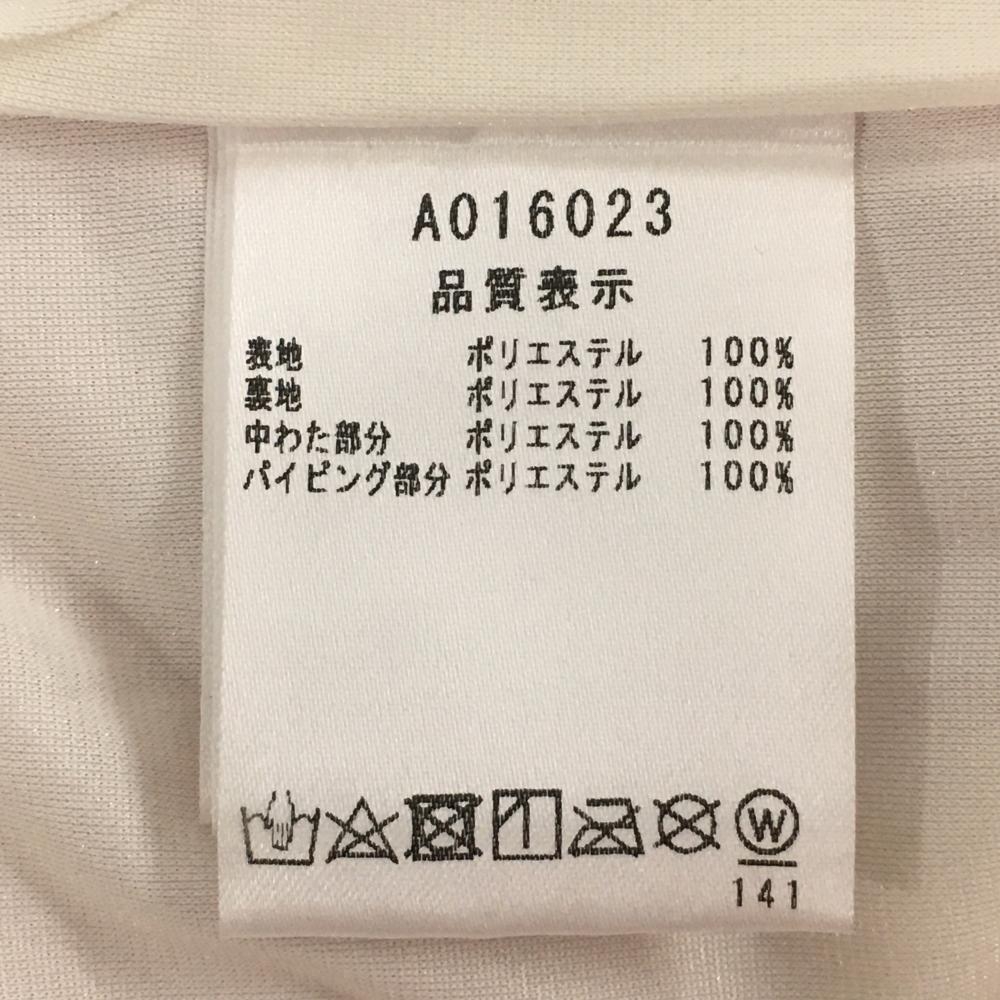 A016023
品質表示
表地 ポリエステル 100%
裏地 ポリエステル 100%
中わた部分 ポリエステル 100%
パイピング部分 ポリエステル 100%
W
141